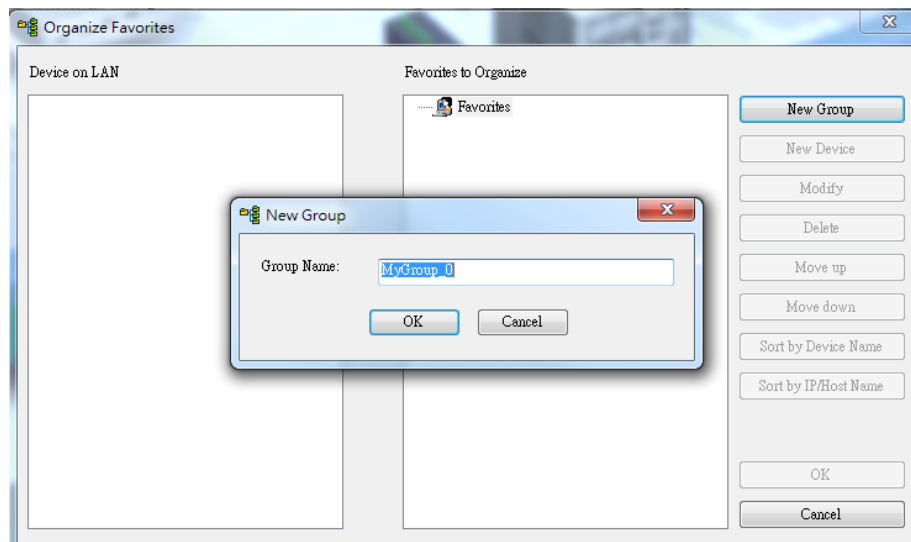 Organize Favorites
Device on LAN
Favorites to Organize
Favorites
New Group
New Device
Modify
Delete
Move up
Move down
Sort by Device Name
Sort by IP/Host Name
OK
Cancel
New Group
Group Name:
MyGroup_0
OK
Cancel